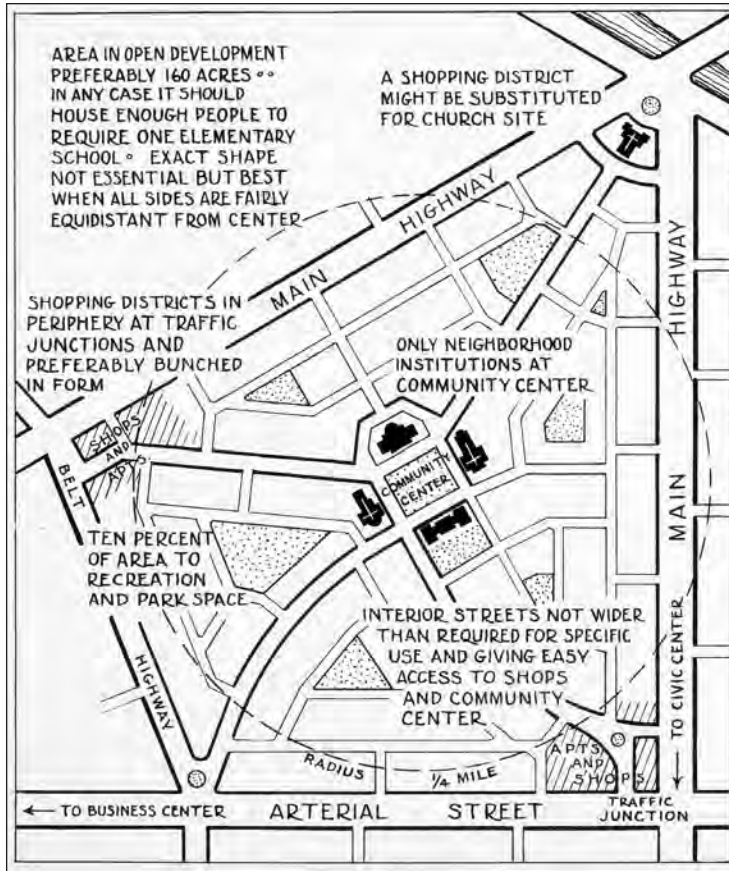 AREA IN OPEN DEVELOPMENT
PREFERABLY 160 ACRES ∘∘
IN ANY CASE IT SHOULD
HOUSE ENOUGH PEOPLE TO
REQUIRE ONE ELEMENTARY
SCHOOL ∘ EXACT SHAPE
NOT ESSENTIAL BUT BEST
WHEN ALL SIDES ARE FAIRLY
EQUIDISTANT FROM CENTER
A SHOPPING DISTRICT
MIGHT BE SUBSTITUTED
FOR CHURCH SITE
MAIN HIGHWAY
HIGHWAY
MAIN
SHOPPING DISTRICTS IN
PERIPHERY AT TRAFFIC
JUNCTIONS AND
PREFERABLY BUNCHED
IN FORM
ONLY NEIGHBORHOOD
INSTITUTIONS AT
COMMUNITY CENTER
SHOPS
AND
APTS
BELT
HIGHWAY
COMMUNITY
CENTER
TEN PERCENT
OF AREA TO
RECREATION
AND PARK SPACE
INTERIOR STREETS NOT WIDER
THAN REQUIRED FOR SPECIFIC
USE AND GIVING EASY
ACCESS TO SHOPS
AND COMMUNITY
CENTER
TO CIVIC CENTER
APTS
AND
SHOPS
RADIUS 1/4 MILE
← TO BUSINESS CENTER
ARTERIAL STREET
TRAFFIC
JUNCTION